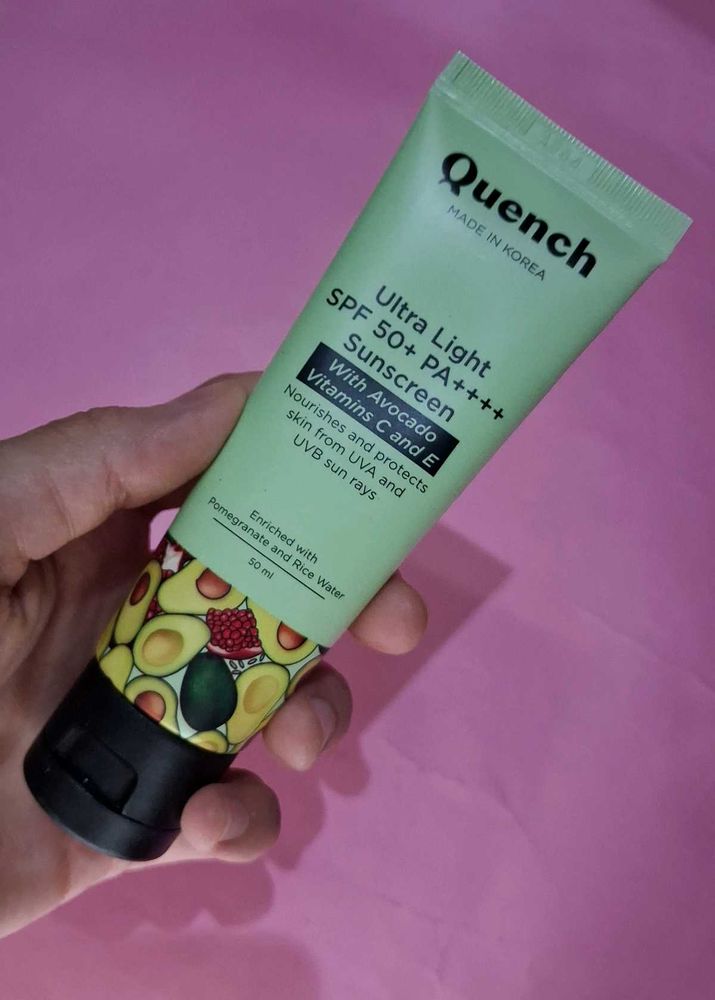 Quench
MADE IN KOREA
Ultra Light
SPF 50+ PA++++
Sunscreen
With Avocado
Vitamins C and E
Nourishes and protects
skin from UVA and
UVB sun rays
Enriched with
Pomegranate and Rice Water
50 ml